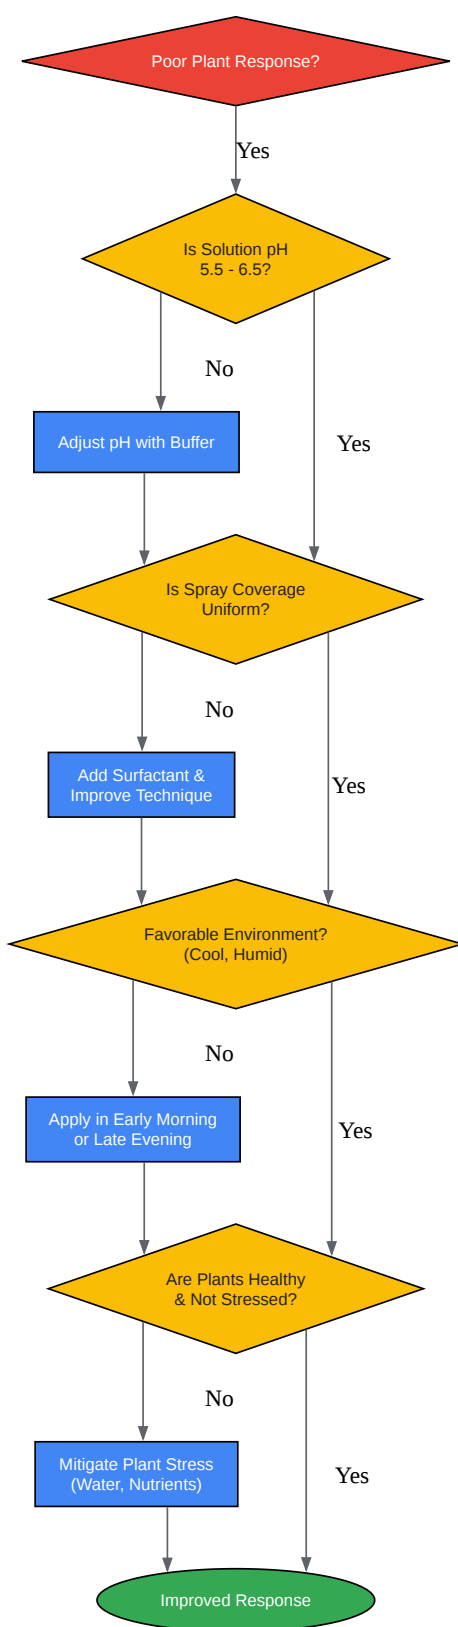 Poor Plant Response?
Yes
Is Solution pH
5.5 - 6.5?
No
Adjust pH with Buffer
Yes
Is Spray Coverage
Uniform?
No
Add Surfactant &
Improve Technique
Yes
Favorable Environment?
(Cool, Humid)
No
Apply in Early Morning
or Late Evening
Yes
Are Plants Healthy
& Not Stressed?
No
Mitigate Plant Stress
(Water, Nutrients)
Yes
Improved Response